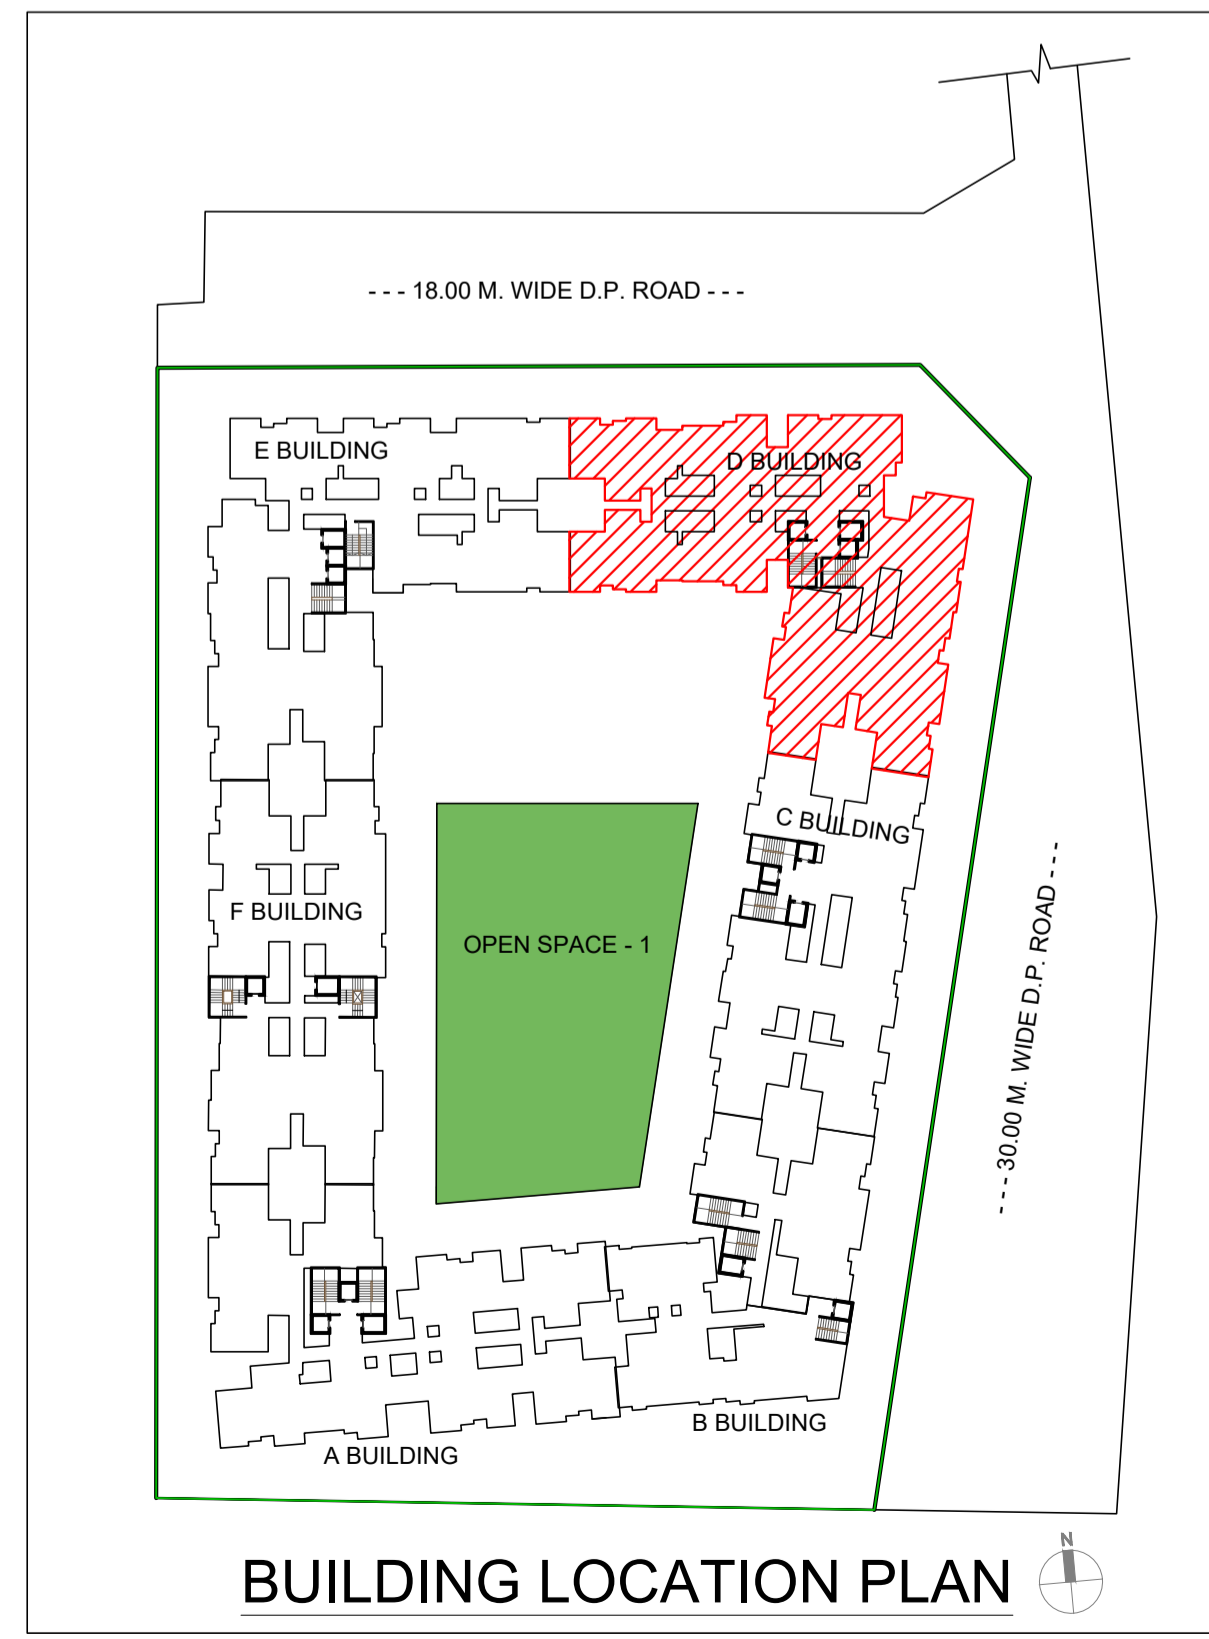 - - - 18.00 M. WIDE D.P. ROAD - - -
E BUILDING
D BUILDING
C BUILDING
F BUILDING
OPEN SPACE - 1
- - - 30.00 M. WIDE D.P. ROAD - - -
B BUILDING
A BUILDING
N
BUILDING LOCATION PLAN